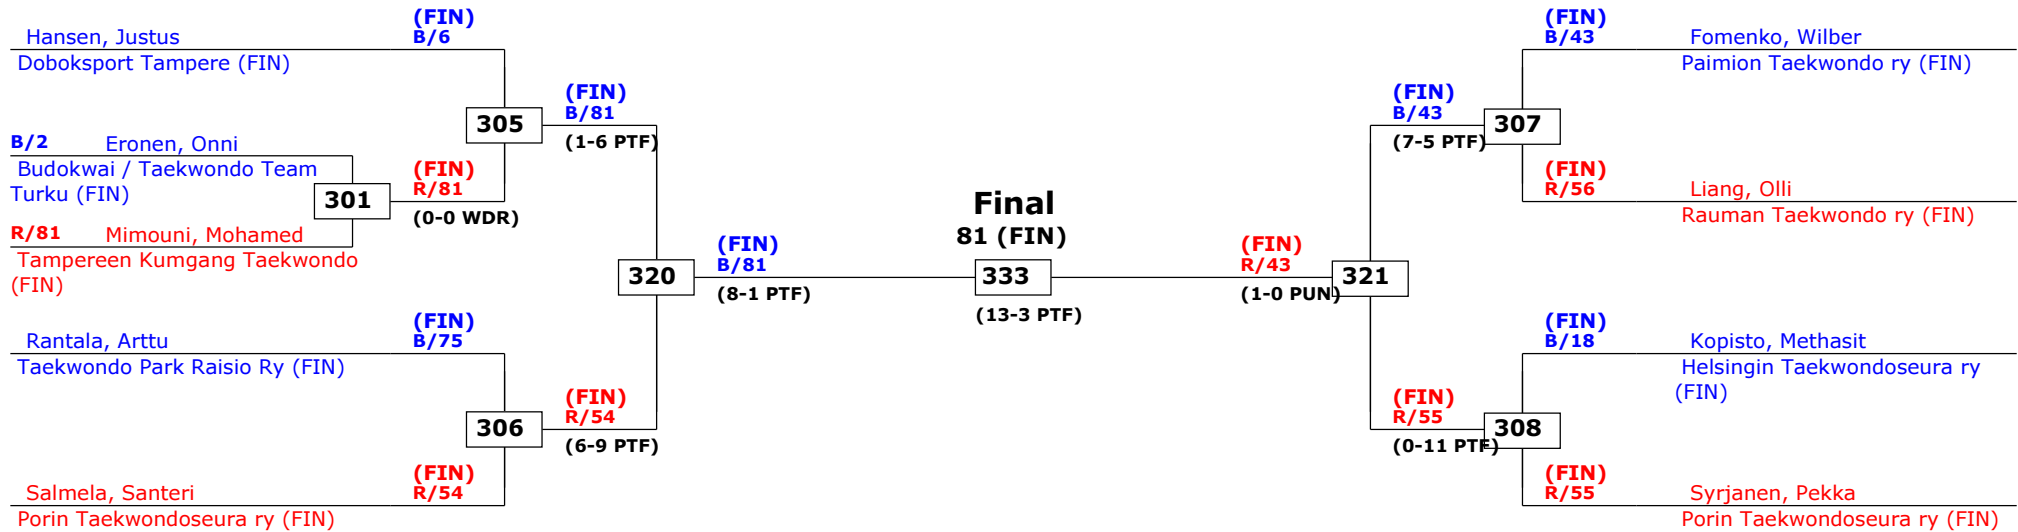 (FIN)
B/6
Hansen, Justus
Doboksport Tampere (FIN)
B/2 Eronen, Onni
Budokwai / Taekwondo Team
Turku (FIN)
R/81 Mimouni, Mohamed
Tampereen Kumgang Taekwondo
(FIN)
301
(FIN)
R/81
(0-0 WDR)
305
(FIN)
B/81
(1-6 PTF)
(FIN)
B/75
Rantala, Arttu
Taekwondo Park Raisio Ry (FIN)
306
(FIN)
R/54
(6-9 PTF)
(FIN)
R/54
Salmela, Santeri
Porin Taekwondoseura ry (FIN)
320
(FIN)
B/81
(8-1 PTF)
Final
81 (FIN)
333
(13-3 PTF)
(FIN)
R/43
(1-0 PUN)
321
(FIN)
B/43
(7-5 PTF)
307
(FIN)
B/43
Fomenko, Wilber
Paimion Taekwondo ry (FIN)
(FIN)
R/56
Liang, Olli
Rauman Taekwondo ry (FIN)
(FIN)
R/55
(0-11 PTF)
308
(FIN)
B/18
Kopisto, Methasit
Helsingin Taekwondoseura ry
(FIN)
(FIN)
R/55
Syrjanen, Pekka
Porin Taekwondoseura ry (FIN)